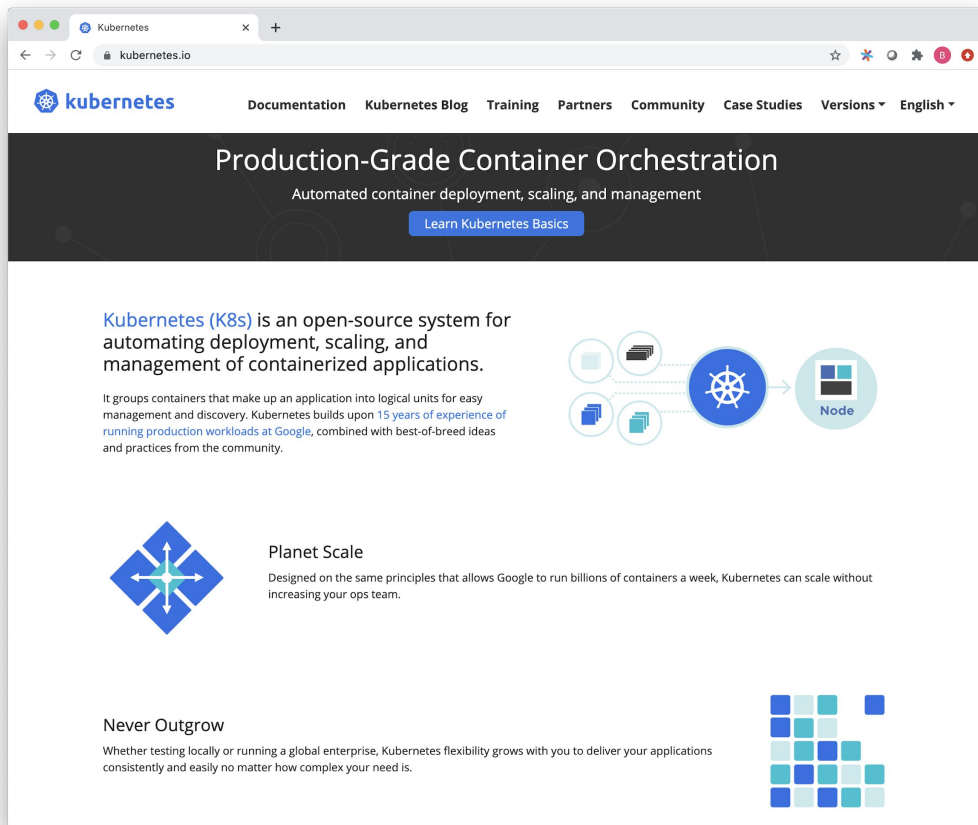 Kubernetes
kubernetes.io
B
kubernetes
Documentation Kubernetes Blog Training Partners Community Case Studies Versions English
Production-Grade Container Orchestration
Automated container deployment, scaling, and management
Learn Kubernetes Basics
Kubernetes (K8s) is an open-source system for
automating deployment, scaling, and
management of containerized applications.
It groups containers that make up an application into logical units for easy
management and discovery. Kubernetes builds upon 15 years of experience of
running production workloads at Google, combined with best-of-breed ideas
and practices from the community.
Node
Planet Scale
Designed on the same principles that allows Google to run billions of containers a week, Kubernetes can scale without
increasing your ops team.
Never Outgrow
Whether testing locally or running a global enterprise, Kubernetes flexibility grows with you to deliver your applications
consistently and easily no matter how complex your need is.